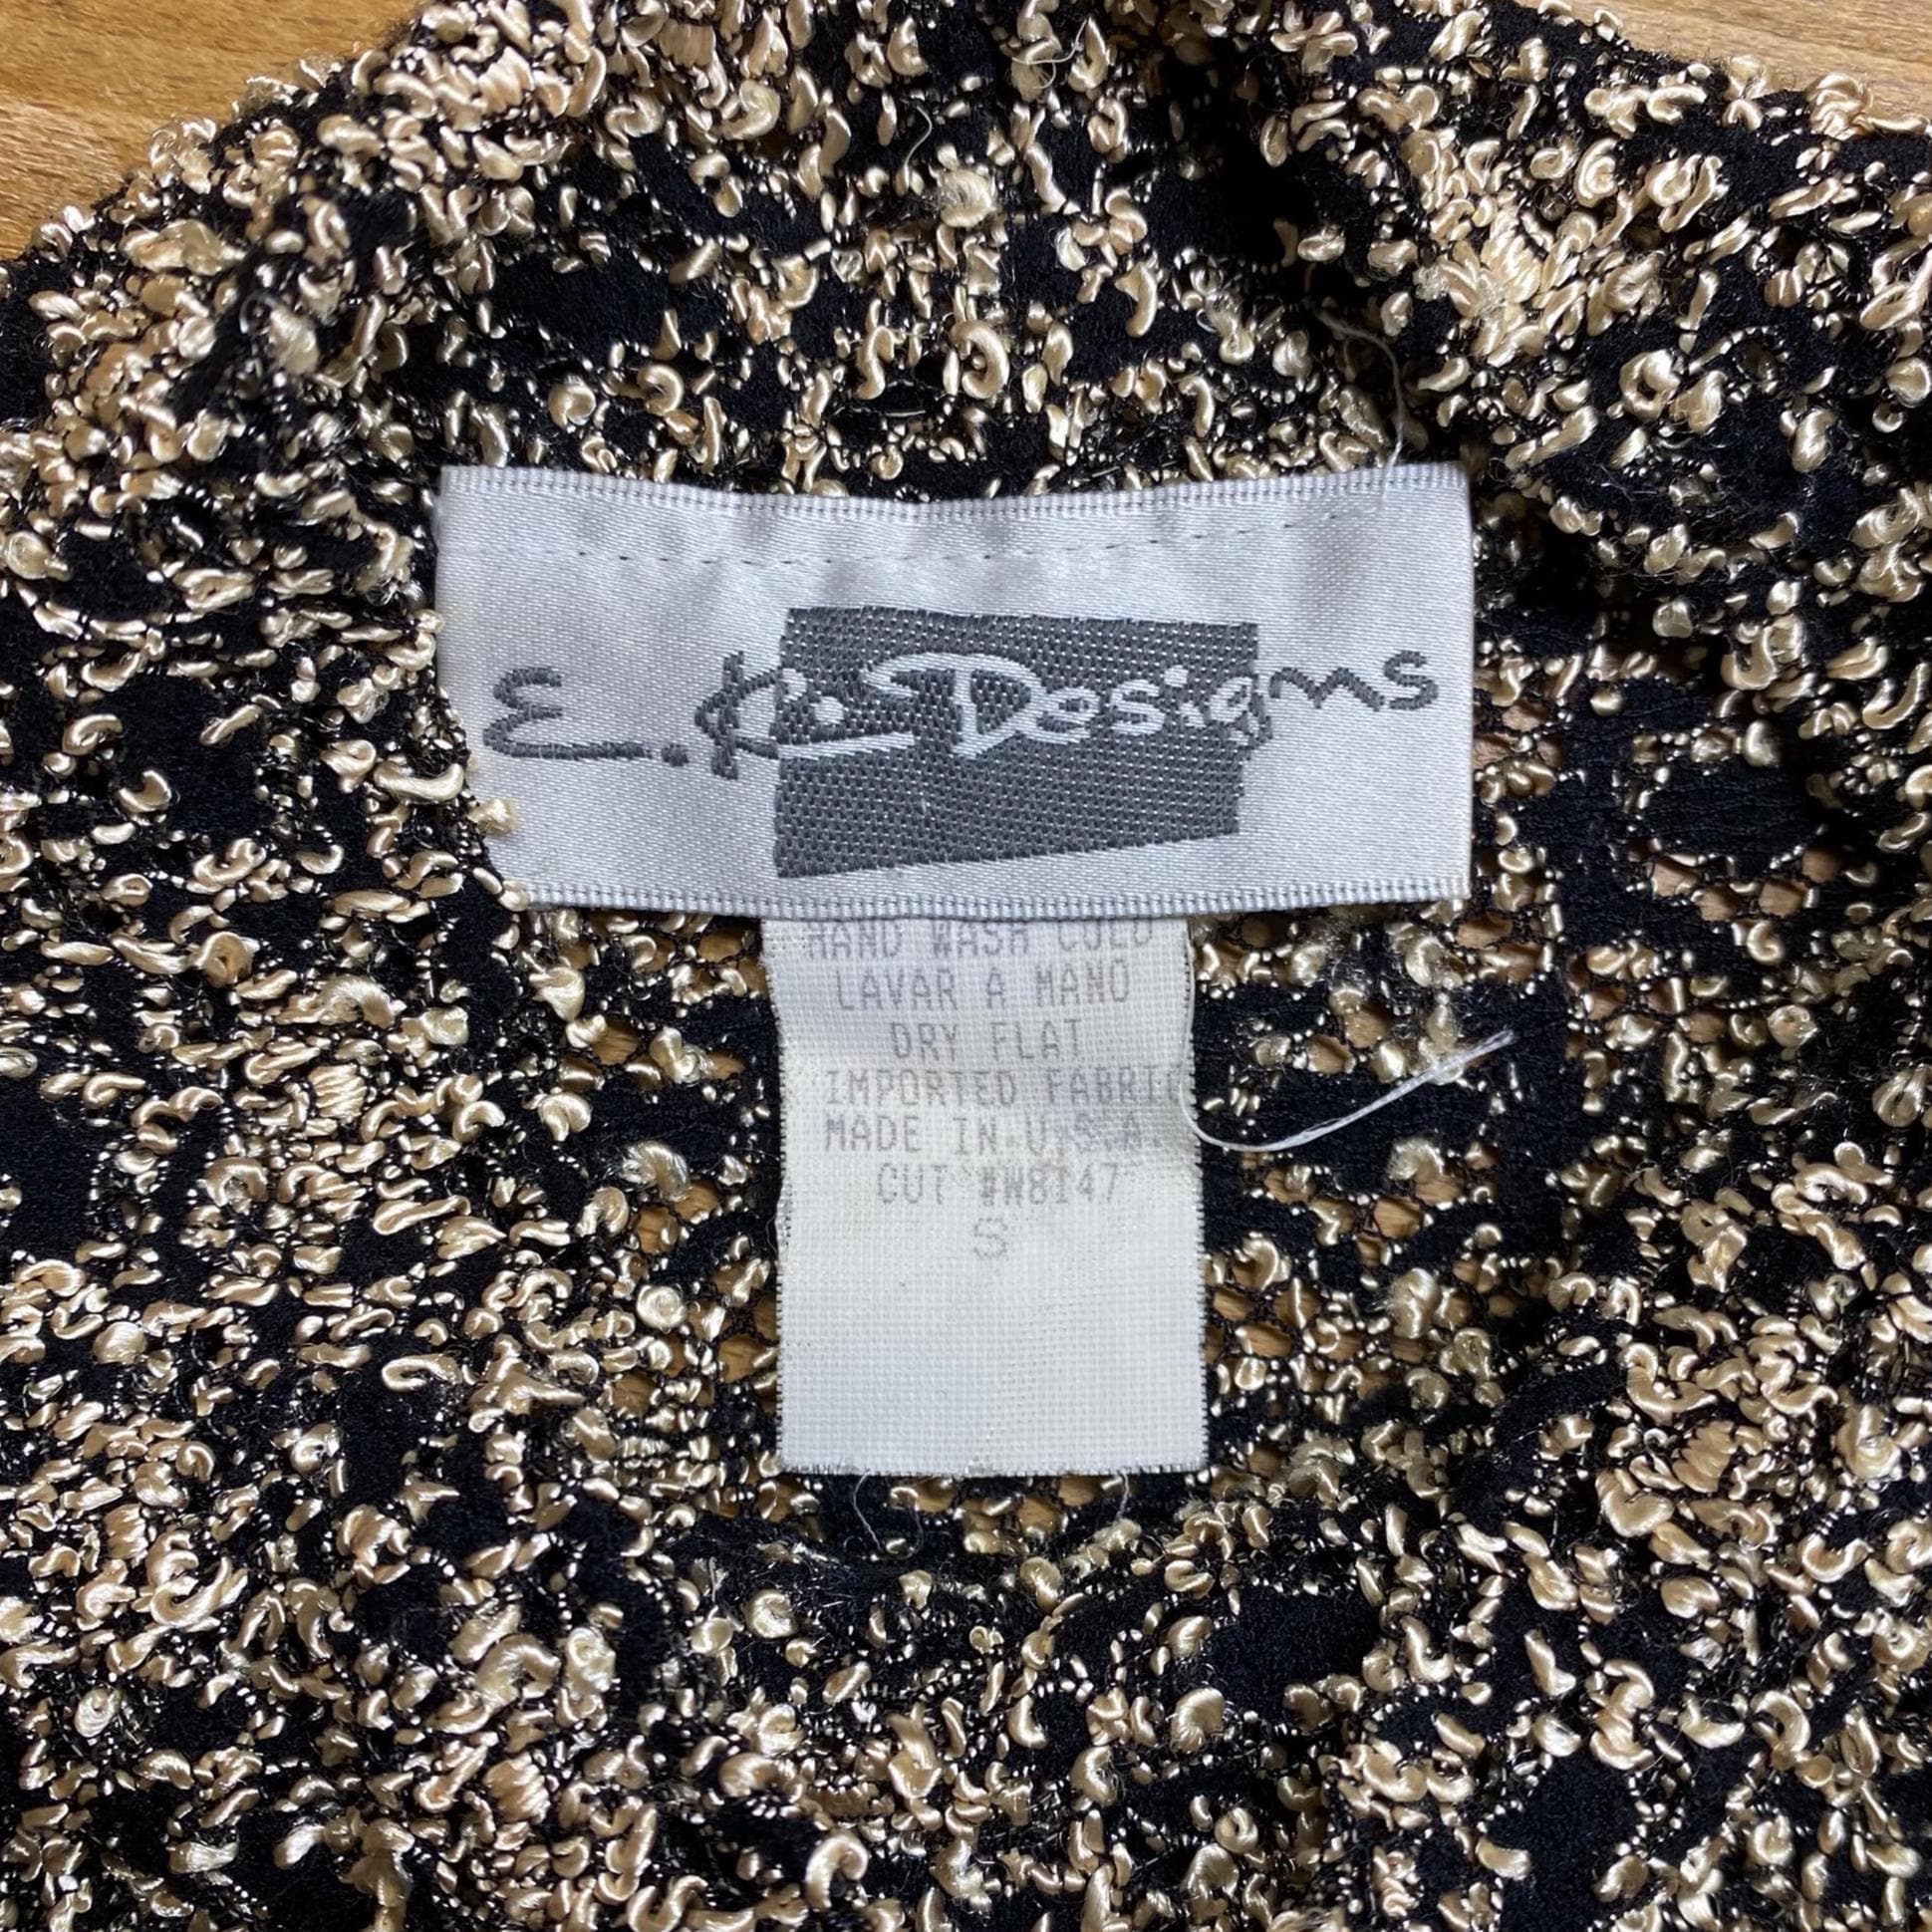 E.K. Designs
HAND WASH COLD
LAVAR A MANO
DRY FLAT
IMPORTED FABRIC
MADE IN U.S.A.
CUT #W8147
S